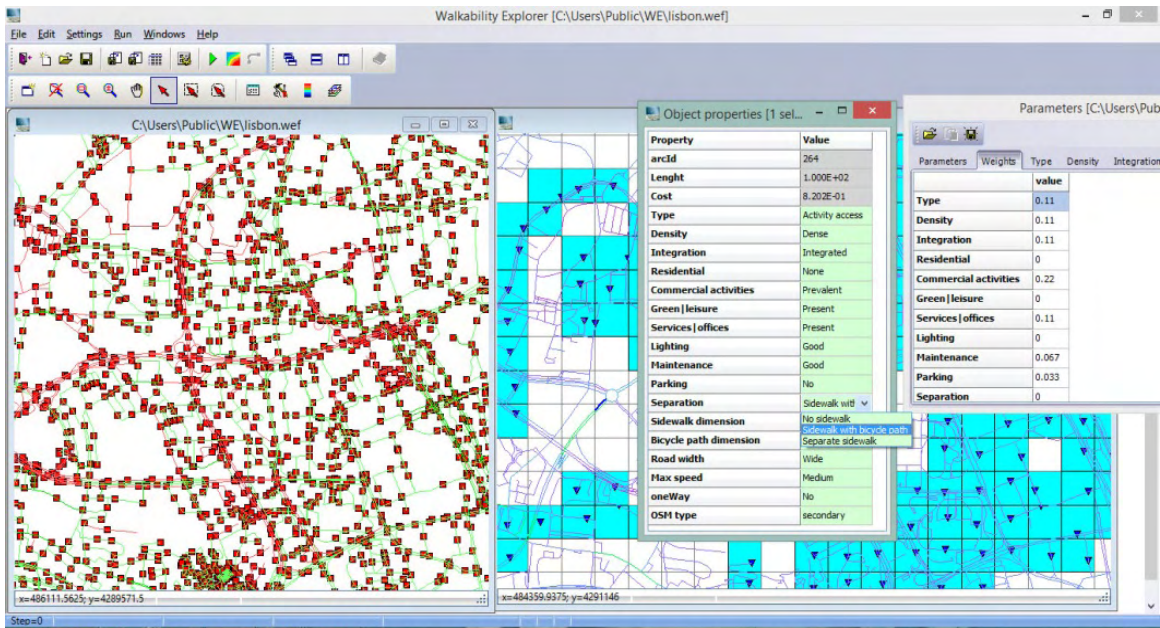 Walkability Explorer [C:\Users\Public\WE\lisbon.wef]
File Edit Settings Run Windows Help
C:\Users\Public\WE\lisbon.wef
x=486111.5625; y=4289571.5
x=484359.9375; y=4291146
Object properties [1 sel...
Property Value
arcId 264
Lenght 1.000E+02
Cost 8.202E-01
Type Activity access
Density Dense
Integration Integrated
Residential None
Commercial activities Prevalent
Green|leisure Present
Services|offices Present
Lighting Good
Maintenance Good
Parking No
Separation Sidewalk witl
No sidewalk
Sidewalk with bicycle path
Separate sidewalk
Sidewalk dimension
Bicycle path dimension
Road width Wide
Max speed Medium
oneWay No
OSM type secondary
Parameters [C:\Users\Pub
Parameters Weights Type Density Integration
value
Type 0.11
Density 0.11
Integration 0.11
Residential 0
Commercial activities 0.22
Green|leisure 0
Services|offices 0.11
Lighting 0
Maintenance 0.067
Parking 0.033
Separation 0
Step=0